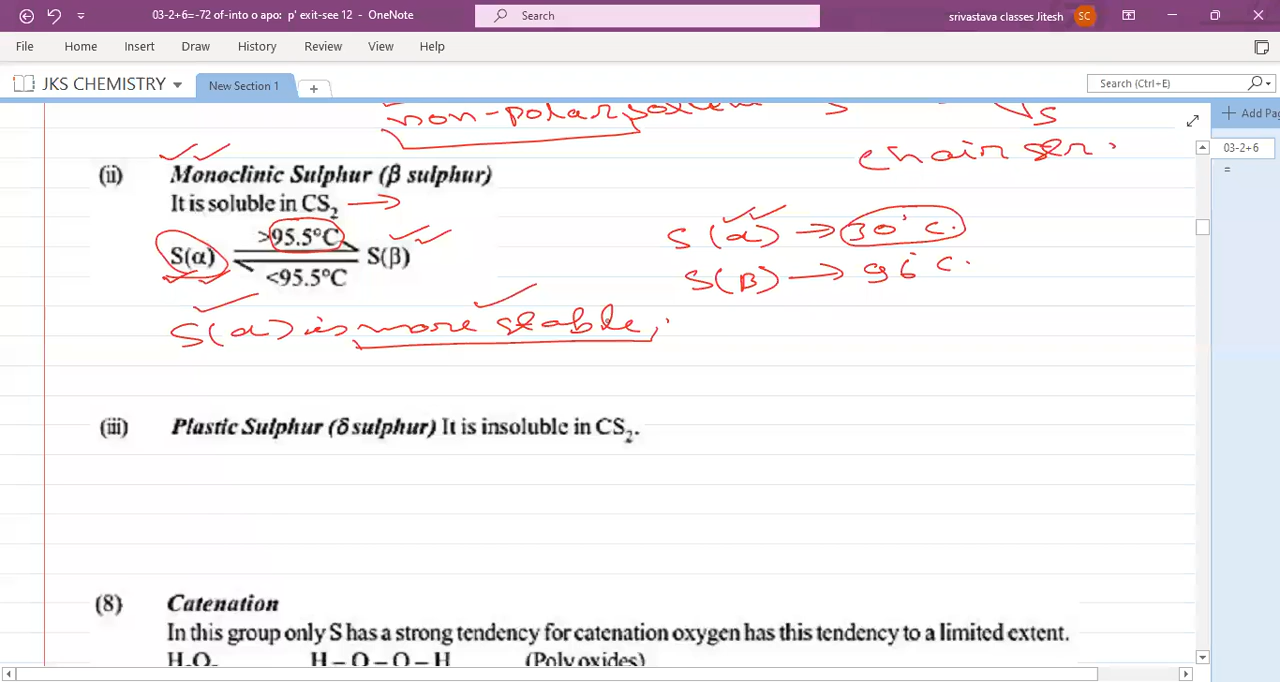 03-2+6=-72 of-into o apo: p' exit-see 12 - OneNote
Search
srivastava classes Jitesh
SC
File Home Insert Draw History Review View Help
JKS CHEMISTRY
New Section 1
+
Search (Ctrl+E)
+ Add Pag
03-2+6
=
non-polar
S
S
chain
(ii) Monoclinic Sulphur (β sulphur)
It is soluble in CS₂ →
S(α) >95.5°C <95.5°C S(β)
S(α) → 30°C.
S(β) → 96°C.
S(α) is more stable,
(iii) Plastic Sulphur (δ sulphur) It is insoluble in CS₂.
(8) Catenation
In this group only S has a strong tendency for catenation oxygen has this tendency to a limited extent.
H₂O₂ H – O – O – H (Poly oxides)